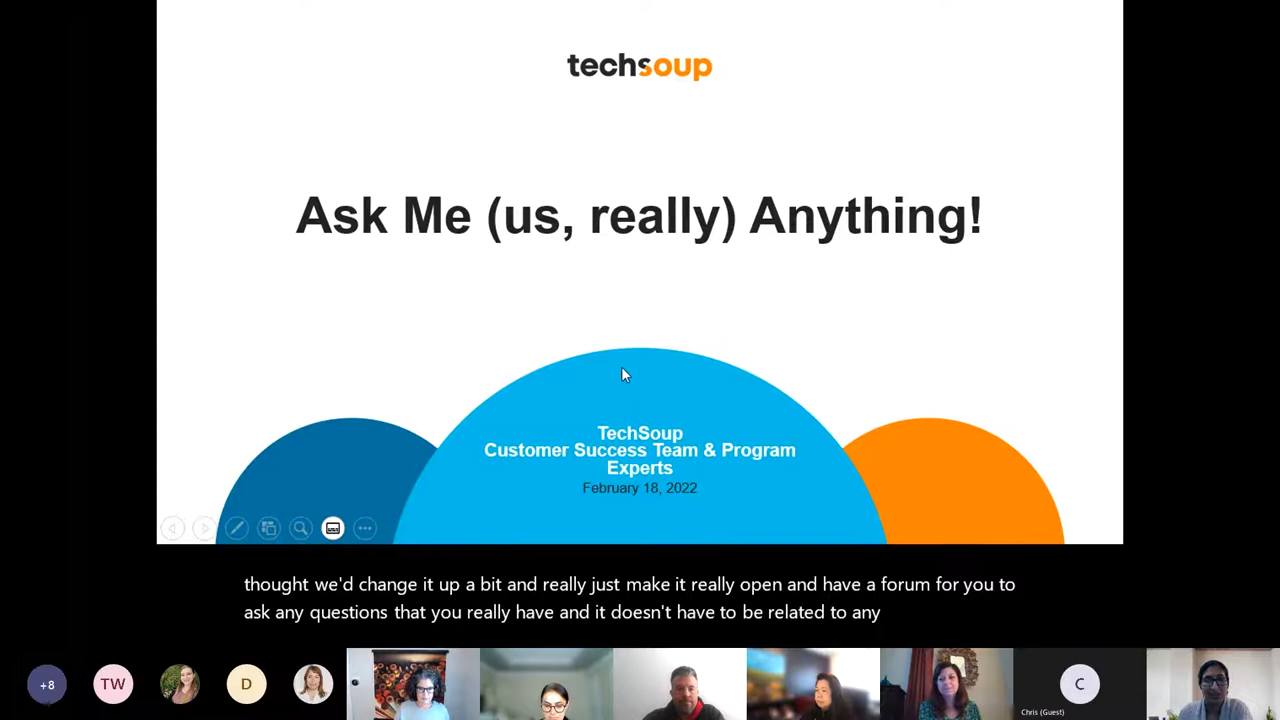 techsoup
Ask Me (us, really) Anything!
TechSoup
Customer Success Team & Program
Experts
February 18, 2022
thought we'd change it up a bit and really just make it really open and have a forum for you to
ask any questions that you really have and it doesn't have to be related to any
+8
TW
D
C
Chris (Guest)